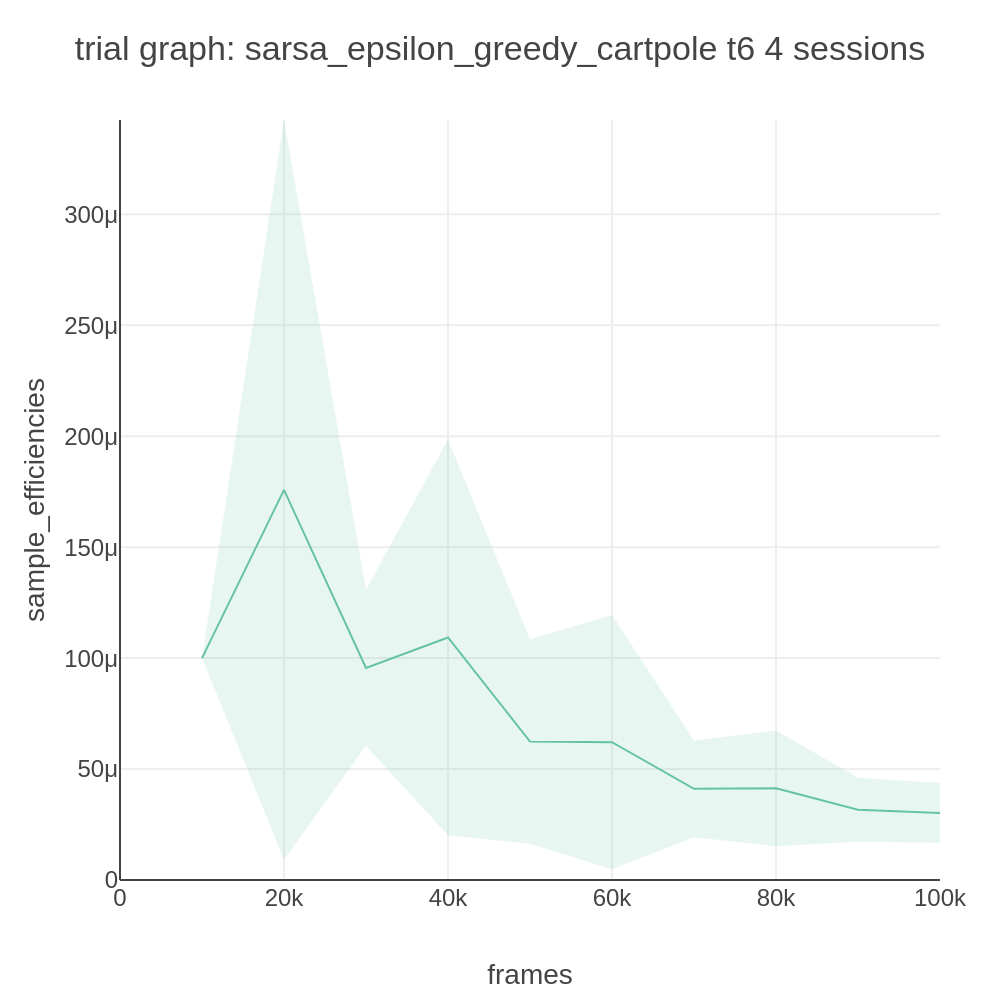 trial graph: sarsa_epsilon_greedy_cartpole t6 4 sessions
300μ
250μ
200μ
150μ
100μ
50μ
0
sample_efficiencies
0
20k
40k
60k
80k
100k
frames